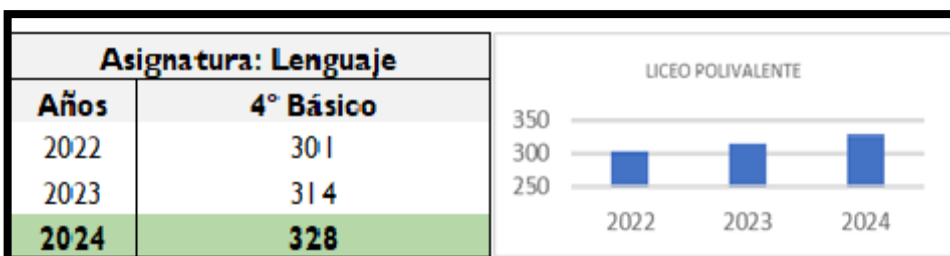 Asignatura: Lenguaje
Años 4° Básico
2022 301
2023 314
2024 328
LICEO POLIVALENTE
350
300
250
2022 2023 2024